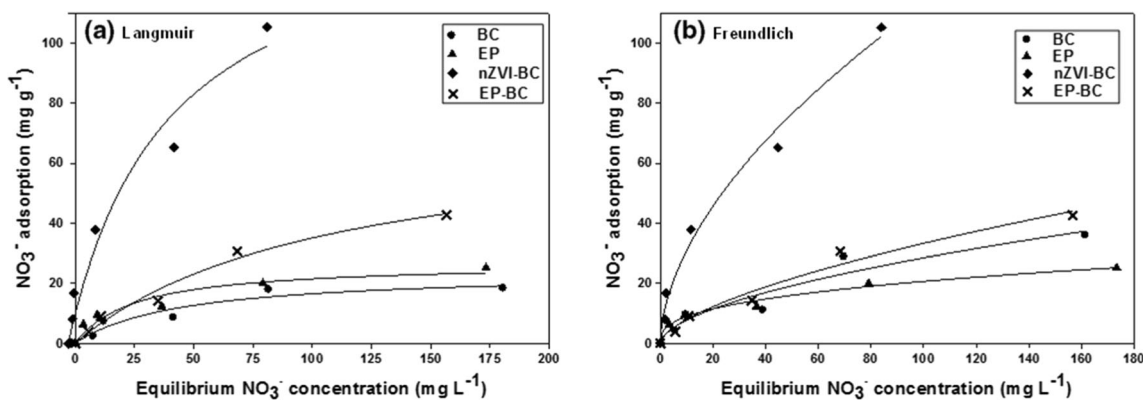 (a) Langmuir
BC
EP
nZVI-BC
EP-BC
NO₃⁻ adsorption (mg g⁻¹)
100
80
60
40
20
0
0 25 50 75 100 125 150 175 200
Equilibrium NO₃⁻ concentration (mg L⁻¹)
(b) Freundlich
BC
EP
nZVI-BC
EP-BC
NO₃⁻ adsorption (mg g⁻¹)
100
80
60
40
20
0
0 20 40 60 80 100 120 140 160 180
Equilibrium NO₃⁻ concentration (mg L⁻¹)